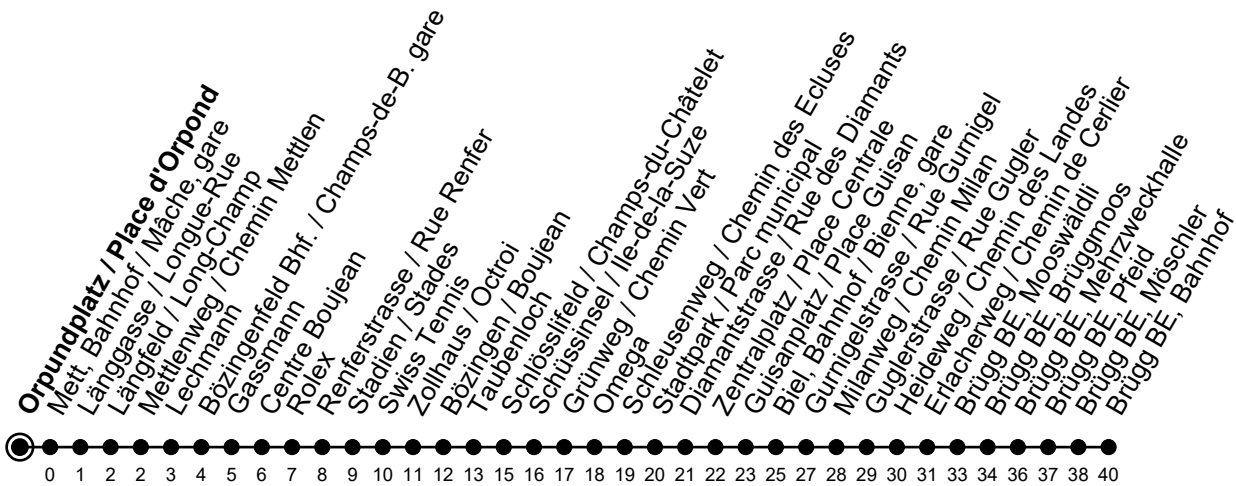 Orpundplatz / Place d'Orpond
Mett, Bahnhof / Mâche, gare
Länggasse / Longue-Rue
Längfeld / Long-Champ
Mettlenweg / Chemin Mettlen
Lechmann
Bözingenfeld Bhf. / Champs-de-B. gare
Gassmann
Centre Boujean
Rolex
Renferstrasse / Rue Renfer
Stadien / Stades
Swiss Tennis
Zollhaus / Octroi
Bözingen / Boujean
Taubenloch
Schlösslifeld / Champs-du-Châtelet
Schüssinsel / Ile-de-la-Suze
Grünweg / Chemin Vert
Omega
Schleusenweg / Chemin des Ecluses
Stadtpark / Parc municipal
Diamantstrasse / Rue des Diamants
Zentralplatz / Place Centrale
Guisanplatz / Place Guisan
Biel, Bahnhof / Bienne, gare
Gurnigelstrasse / Rue Gurnigel
Milanweg / Chemin Milan
Guglerstrasse / Rue Gugler
Heideweg / Chemin des Landes
Erlacherweg / Chemin de Cerlier
Brügg BE, Mooswäldli
Brügg BE, Brüggmoos
Brügg BE, Mehrzweckhalle
Brügg BE, Pfeid
Brügg BE, Möschler
Brügg BE, Bahnhof
0 1 2 2 3 4 5 6 7 8 9 10 11 12 13 15 16 17 18 19 20 21 22 23 25 27 28 29 30 31 33 34 36 37 38 40